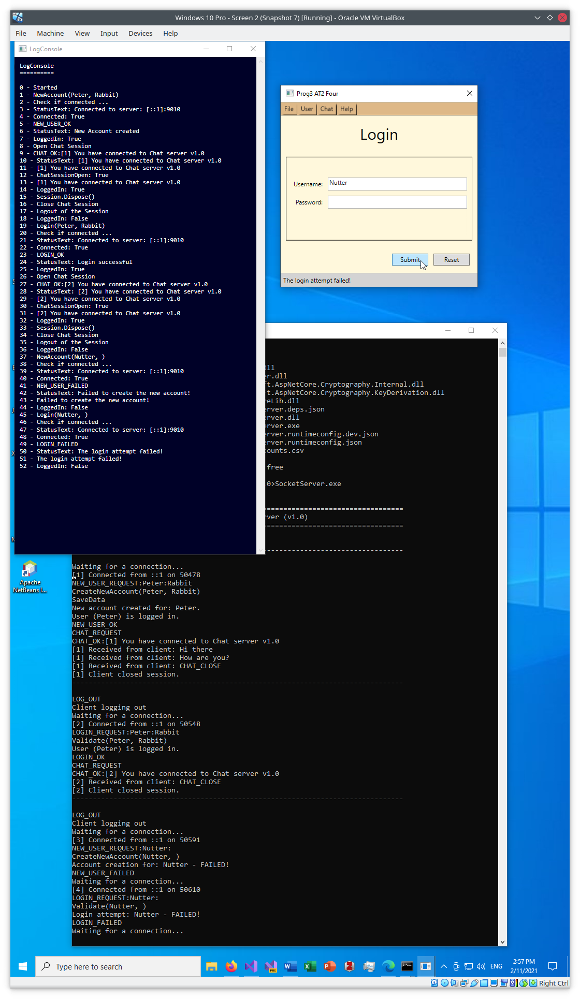 Windows 10 Pro - Screen 2 (Snapshot 7) [Running] - Oracle VM VirtualBox
File Machine View Input Devices Help
LogConsole
LogConsole
==========
0 - Started
1 - NewAccount(Peter, Rabbit)
2 - Check if connected ...
3 - StatusText: Connected to server: [::1]:9010
4 - Connected: True
5 - NEW_USER_OK
6 - StatusText: New Account created
7 - LoggedIn: True
8 - Open Chat Session
9 - CHAT_OK:[1] You have connected to Chat server v1.0
10 - StatusText: [1] You have connected to Chat server v1.0
11 - [1] You have connected to Chat server v1.0
12 - ChatSessionOpen: True
13 - [1] You have connected to Chat server v1.0
14 - LoggedIn: True
15 - Session.Dispose()
16 - Close Chat Session
17 - Logout of the Session
18 - LoggedIn: False
19 - Login(Peter, Rabbit)
20 - Check if connected ...
21 - StatusText: Connected to server: [::1]:9010
22 - Connected: True
23 - LOGIN_OK
24 - StatusText: Login successful
25 - LoggedIn: True
26 - Open Chat Session
27 - CHAT_OK:[2] You have connected to Chat server v1.0
28 - StatusText: [2] You have connected to Chat server v1.0
29 - [2] You have connected to Chat server v1.0
30 - ChatSessionOpen: True
31 - [2] You have connected to Chat server v1.0
32 - LoggedIn: True
33 - Session.Dispose()
34 - Close Chat Session
35 - Logout of the Session
36 - LoggedIn: False
37 - NewAccount(Nutter, )
38 - Check if connected ...
39 - StatusText: Connected to server: [::1]:9010
40 - Connected: True
41 - NEW_USER_FAILED
42 - StatusText: Failed to create the new account!
43 - Failed to create the new account!
44 - LoggedIn: False
45 - Login(Nutter, )
46 - Check if connected ...
47 - StatusText: Connected to server: [::1]:9010
48 - Connected: True
49 - LOGIN_FAILED
50 - StatusText: The login attempt failed!
51 - The login attempt failed!
52 - LoggedIn: False
Prog3 AT2 Four
File User Chat Help
Login
Username: Nutter
Password:
Submit Reset
The login attempt failed!
dll
er.dll
ft.AspNetCore.Cryptography.Internal.dll
ft.AspNetCore.Cryptography.KeyDerivation.dll
reLib.dll
erver.deps.json
erver.dll
erver.exe
erver.runtimeconfig.dev.json
erver.runtimeconfig.json
ounts.csv
free
0>SocketServer.exe
=================================
rver (v1.0)
=================================
---------------------------------
Waiting for a connection...
[1] Connected from ::1 on 50478
NEW_USER_REQUEST:Peter:Rabbit
CreateNewAccount(Peter, Rabbit)
SaveData
New account created for: Peter.
User (Peter) is logged in.
NEW_USER_OK
CHAT_REQUEST
CHAT_OK:[1] You have connected to Chat server v1.0
[1] Received from client: Hi there
[1] Received from client: How are you?
[1] Received from client: CHAT_CLOSE
[1] Client closed session.
--------------------------------------------------------------------------------
LOG_OUT
Client logging out
Waiting for a connection...
[2] Connected from ::1 on 50548
LOGIN_REQUEST:Peter:Rabbit
Validate(Peter, Rabbit)
User (Peter) is logged in.
LOGIN_OK
CHAT_REQUEST
CHAT_OK:[2] You have connected to Chat server v1.0
[2] Received from client: CHAT_CLOSE
[2] Client closed session.
--------------------------------------------------------------------------------
LOG_OUT
Client logging out
Waiting for a connection...
[3] Connected from ::1 on 50591
NEW_USER_REQUEST:Nutter:
CreateNewAccount(Nutter, )
Account creation for: Nutter - FAILED!
NEW_USER_FAILED
Waiting for a connection...
[4] Connected from ::1 on 50610
LOGIN_REQUEST:Nutter:
Validate(Nutter, )
Login attempt: Nutter - FAILED!
LOGIN_FAILED
Waiting for a connection...
Apache
NetBeans I...
Type here to search
ENG
2:57 PM
2/11/2021
Right Ctrl